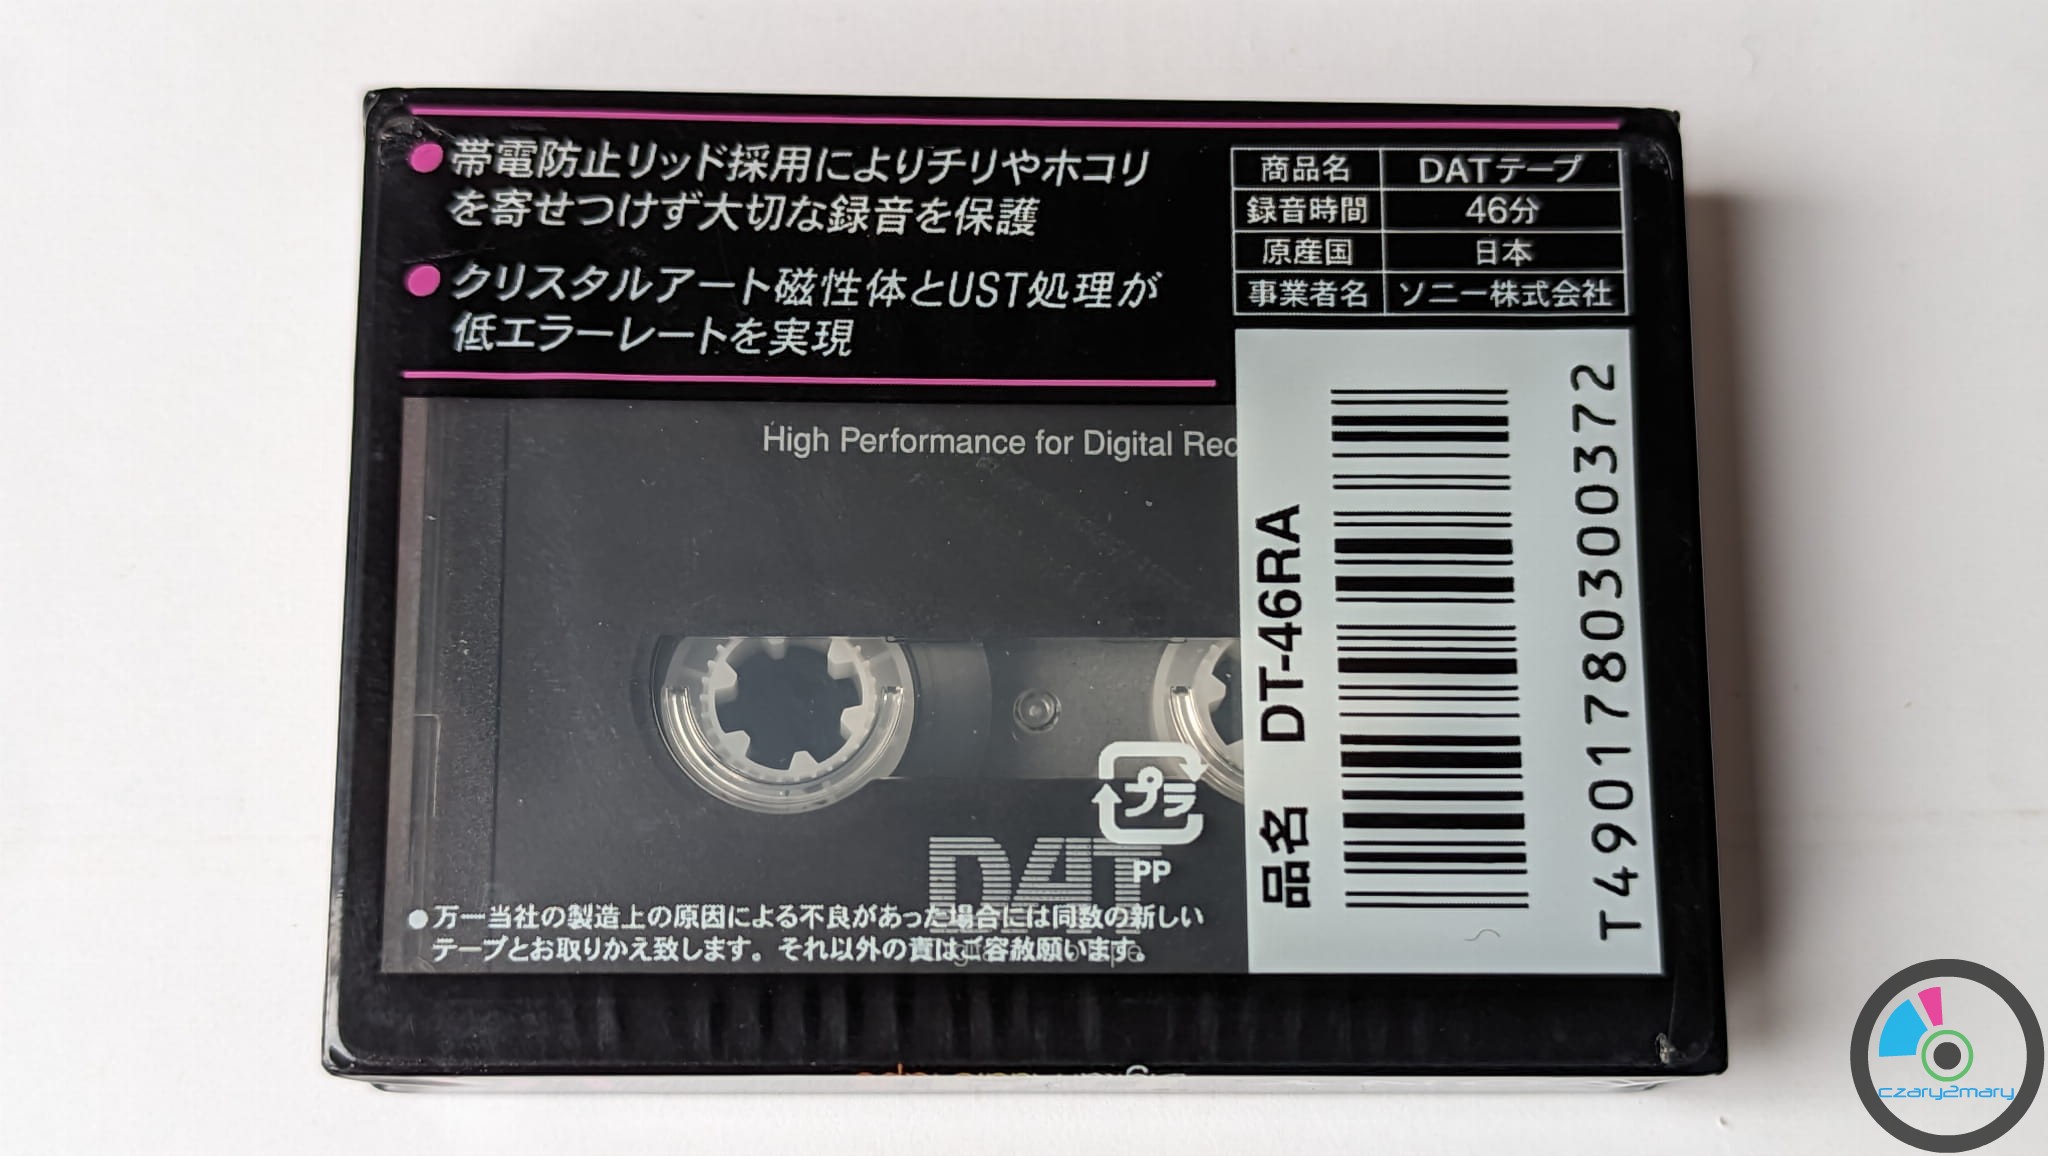 帯電防止リッド採用によりチリやホコリ
を寄せつけず大切な録音を保護
クリスタルアート磁性体とUST処理が
低エラーレートを実現
商品名 DATテープ
録音時間 46分
原産国 日本
事業者名 ソニー株式会社
High Performance for Digital Rec
品名 DT-46RA
T4901780300372
プラ
PP
DAT
●万一当社の製造上の原因による不良があった場合には同数の新しい
テープとお取りかえ致します。それ以外の責はご容赦願います。
czary2mary